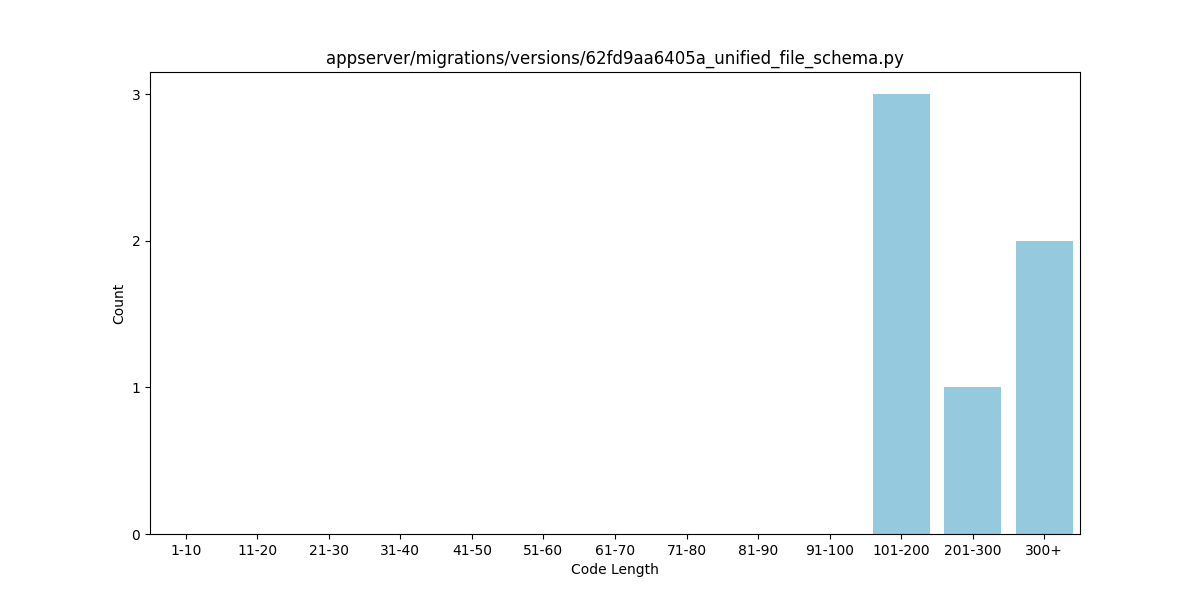 appserver/migrations/versions/62fd9aa6405a_unified_file_schema.py
3
2
1
0
Count
1-10 11-20 21-30 31-40 41-50 51-60 61-70 71-80 81-90 91-100 101-200 201-300 300+
Code Length